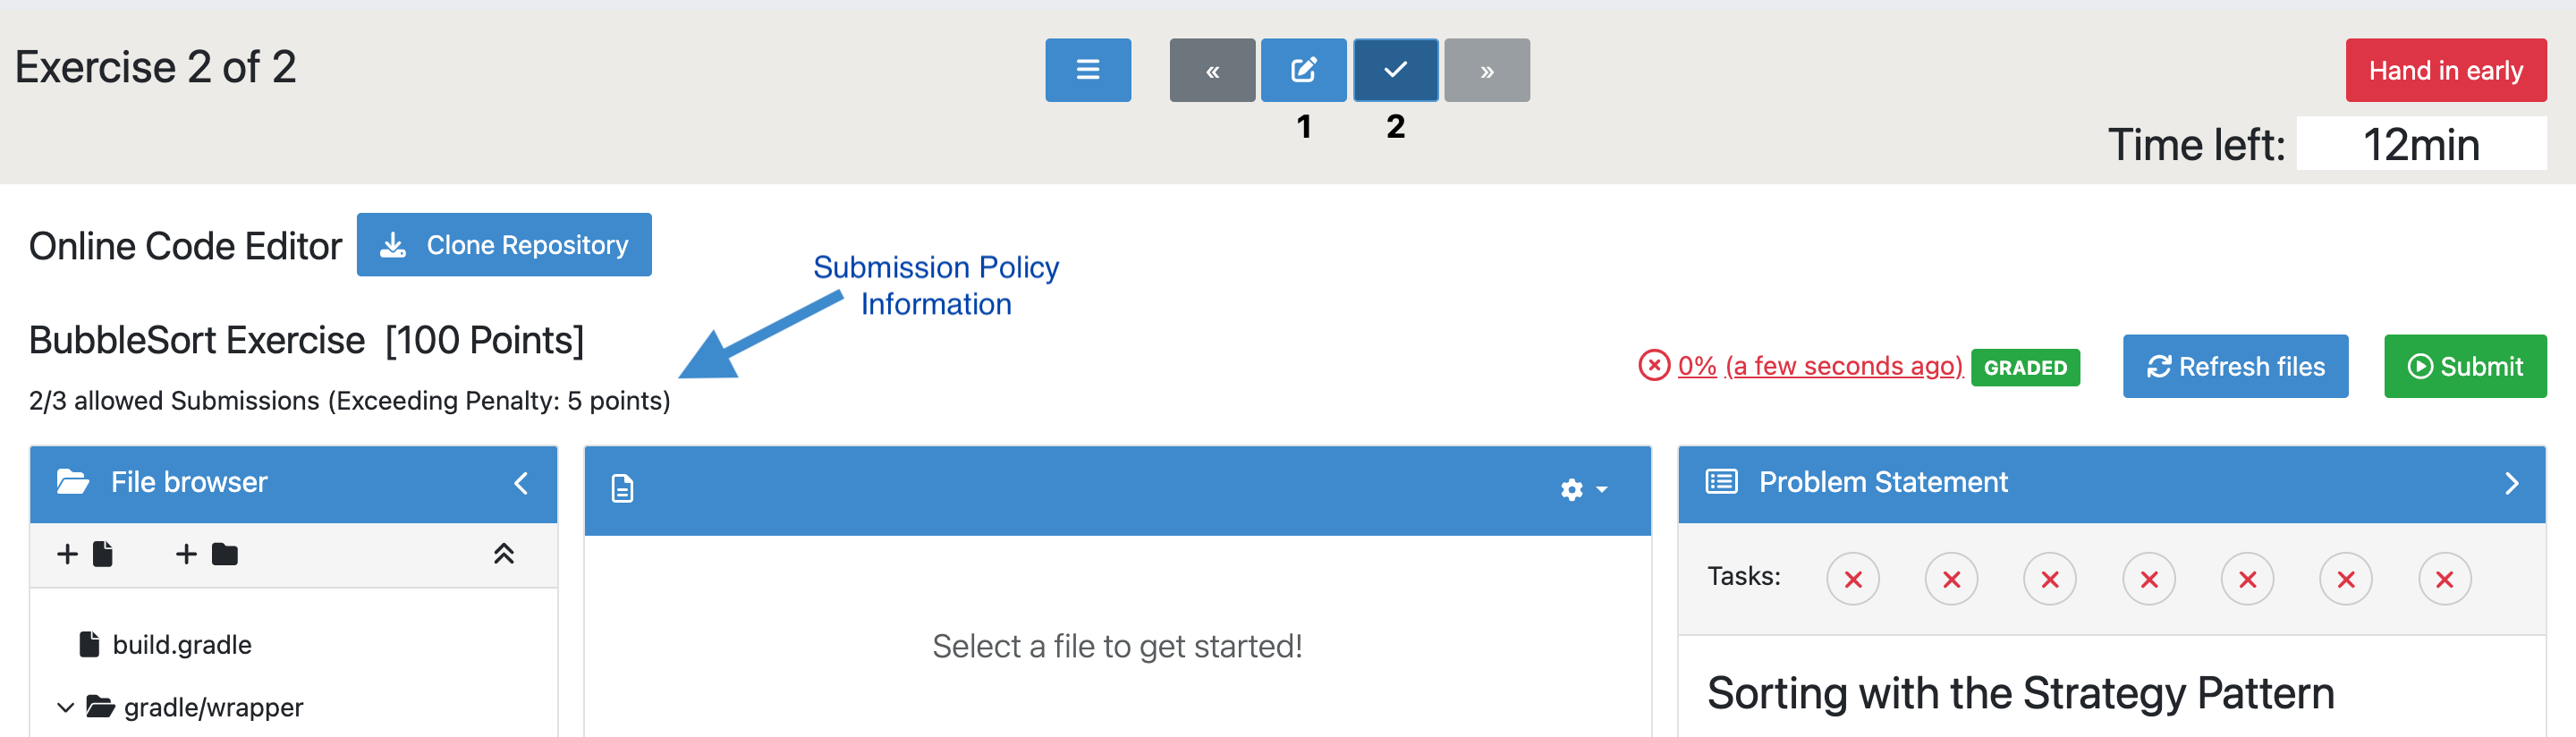 Exercise 2 of 2
«
»
Hand in early
1
2
Time left: 12min
Online Code Editor
Clone Repository
Submission Policy
Information
BubbleSort Exercise [100 Points]
0% (a few seconds ago) GRADED
Refresh files
Submit
2/3 allowed Submissions (Exceeding Penalty: 5 points)
File browser
Problem Statement
Tasks:
build.gradle
Select a file to get started!
gradle/wrapper
Sorting with the Strategy Pattern